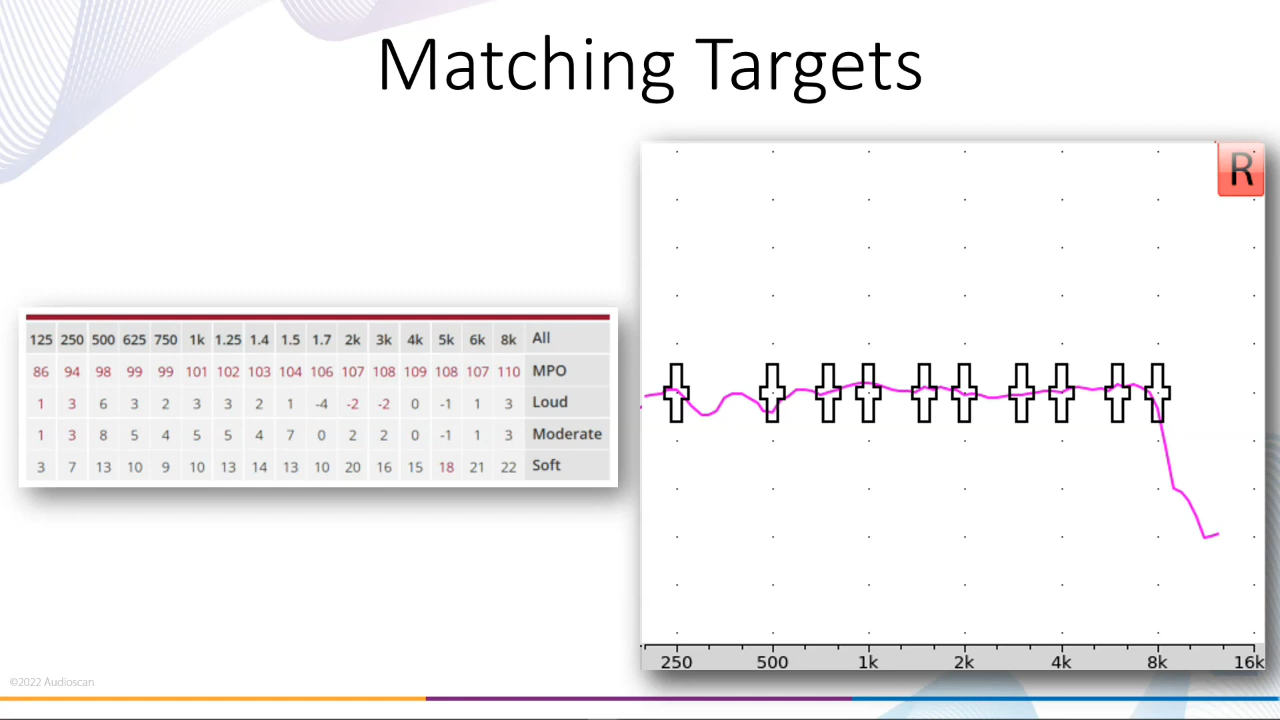 Matching Targets
R
125 250 500 625 750 1k 1.25 1.4 1.5 1.7 2k 3k 4k 5k 6k 8k All
86 94 98 99 99 101 102 103 104 106 107 108 109 108 107 110 MPO
1 3 6 3 2 3 3 2 1 -4 -2 -2 0 -1 1 3 Loud
1 3 8 5 4 5 5 4 7 0 2 2 0 -1 1 3 Moderate
3 7 13 10 9 10 13 14 13 10 20 16 15 18 21 22 Soft
250 500 1k 2k 4k 8k 16k
©2022 Audioscan